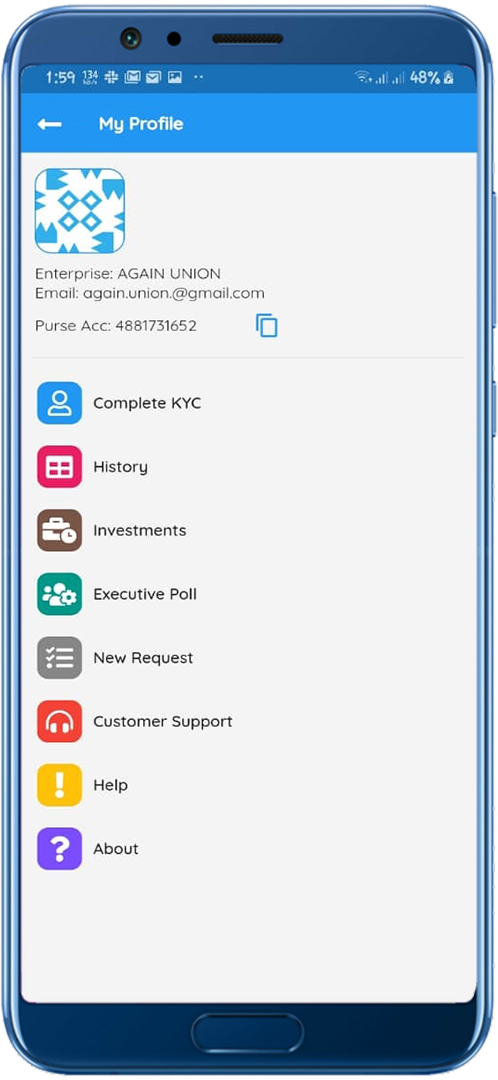 1:59 134 48%
My Profile
Enterprise: AGAIN UNION
Email: again.union.@gmail.com
Purse Acc: 4881731652
Complete KYC
History
Investments
Executive Poll
New Request
Customer Support
Help
About